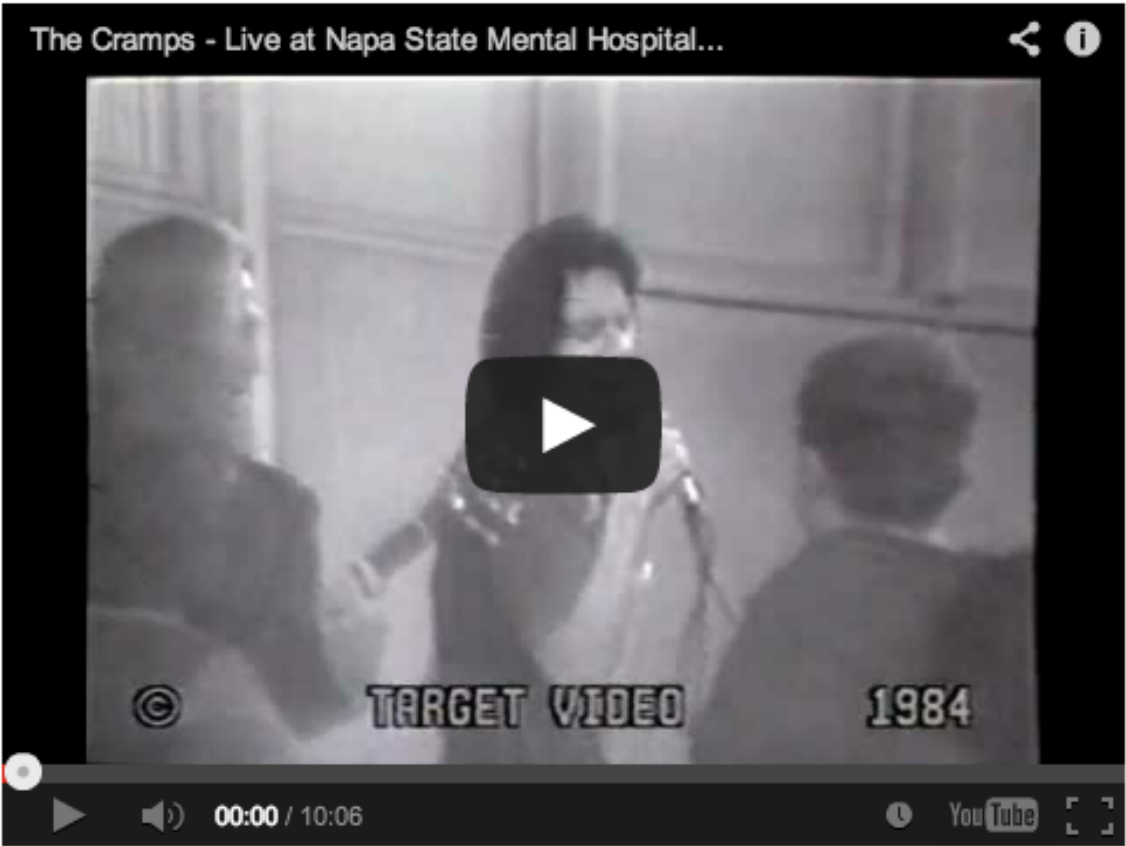 The Cramps - Live at Napa State Mental Hospital...
© TARGET VIDEO 1984
00:00 / 10:06 YouTube